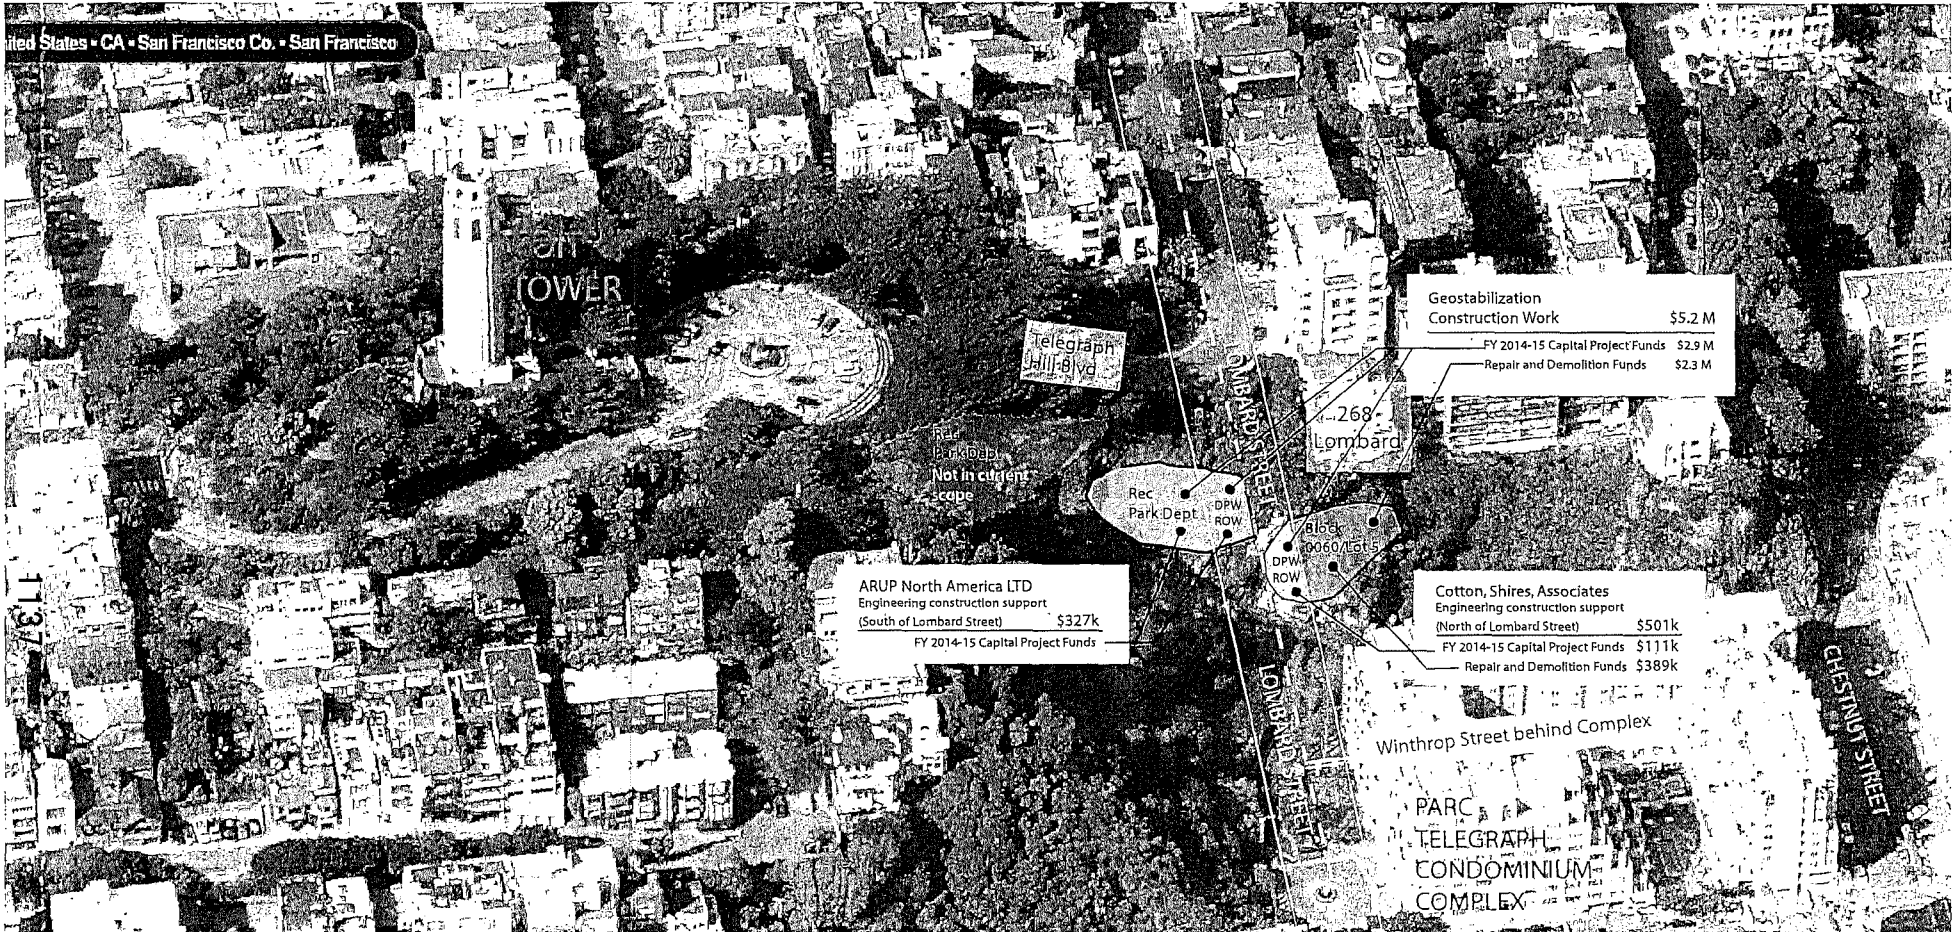 ited States • CA • San Francisco Co. • San Francisco
TOWER
Telegraph
Hill Blvd
Geostabilization
Construction Work $5.2 M
FY 2014-15 Capital Project Funds $2.9 M
Repair and Demolition Funds $2.3 M
268
Lombard
Rec
Park Dept
Not in current
scope
Rec
Park Dept
DPW
ROW
Block
0060/Lot
DPW
ROW
ARUP North America LTD
Engineering construction support
(South of Lombard Street) $327k
FY 2014-15 Capital Project Funds
Cotton, Shires, Associates
Engineering construction support
(North of Lombard Street) $501k
FY 2014-15 Capital Project Funds $111k
Repair and Demolition Funds $389k
1137
LOMBARD STREET
CHESTNUT STREET
Winthrop Street behind Complex
PARC
TELEGRAPH
CONDOMINIUM
COMPLEX